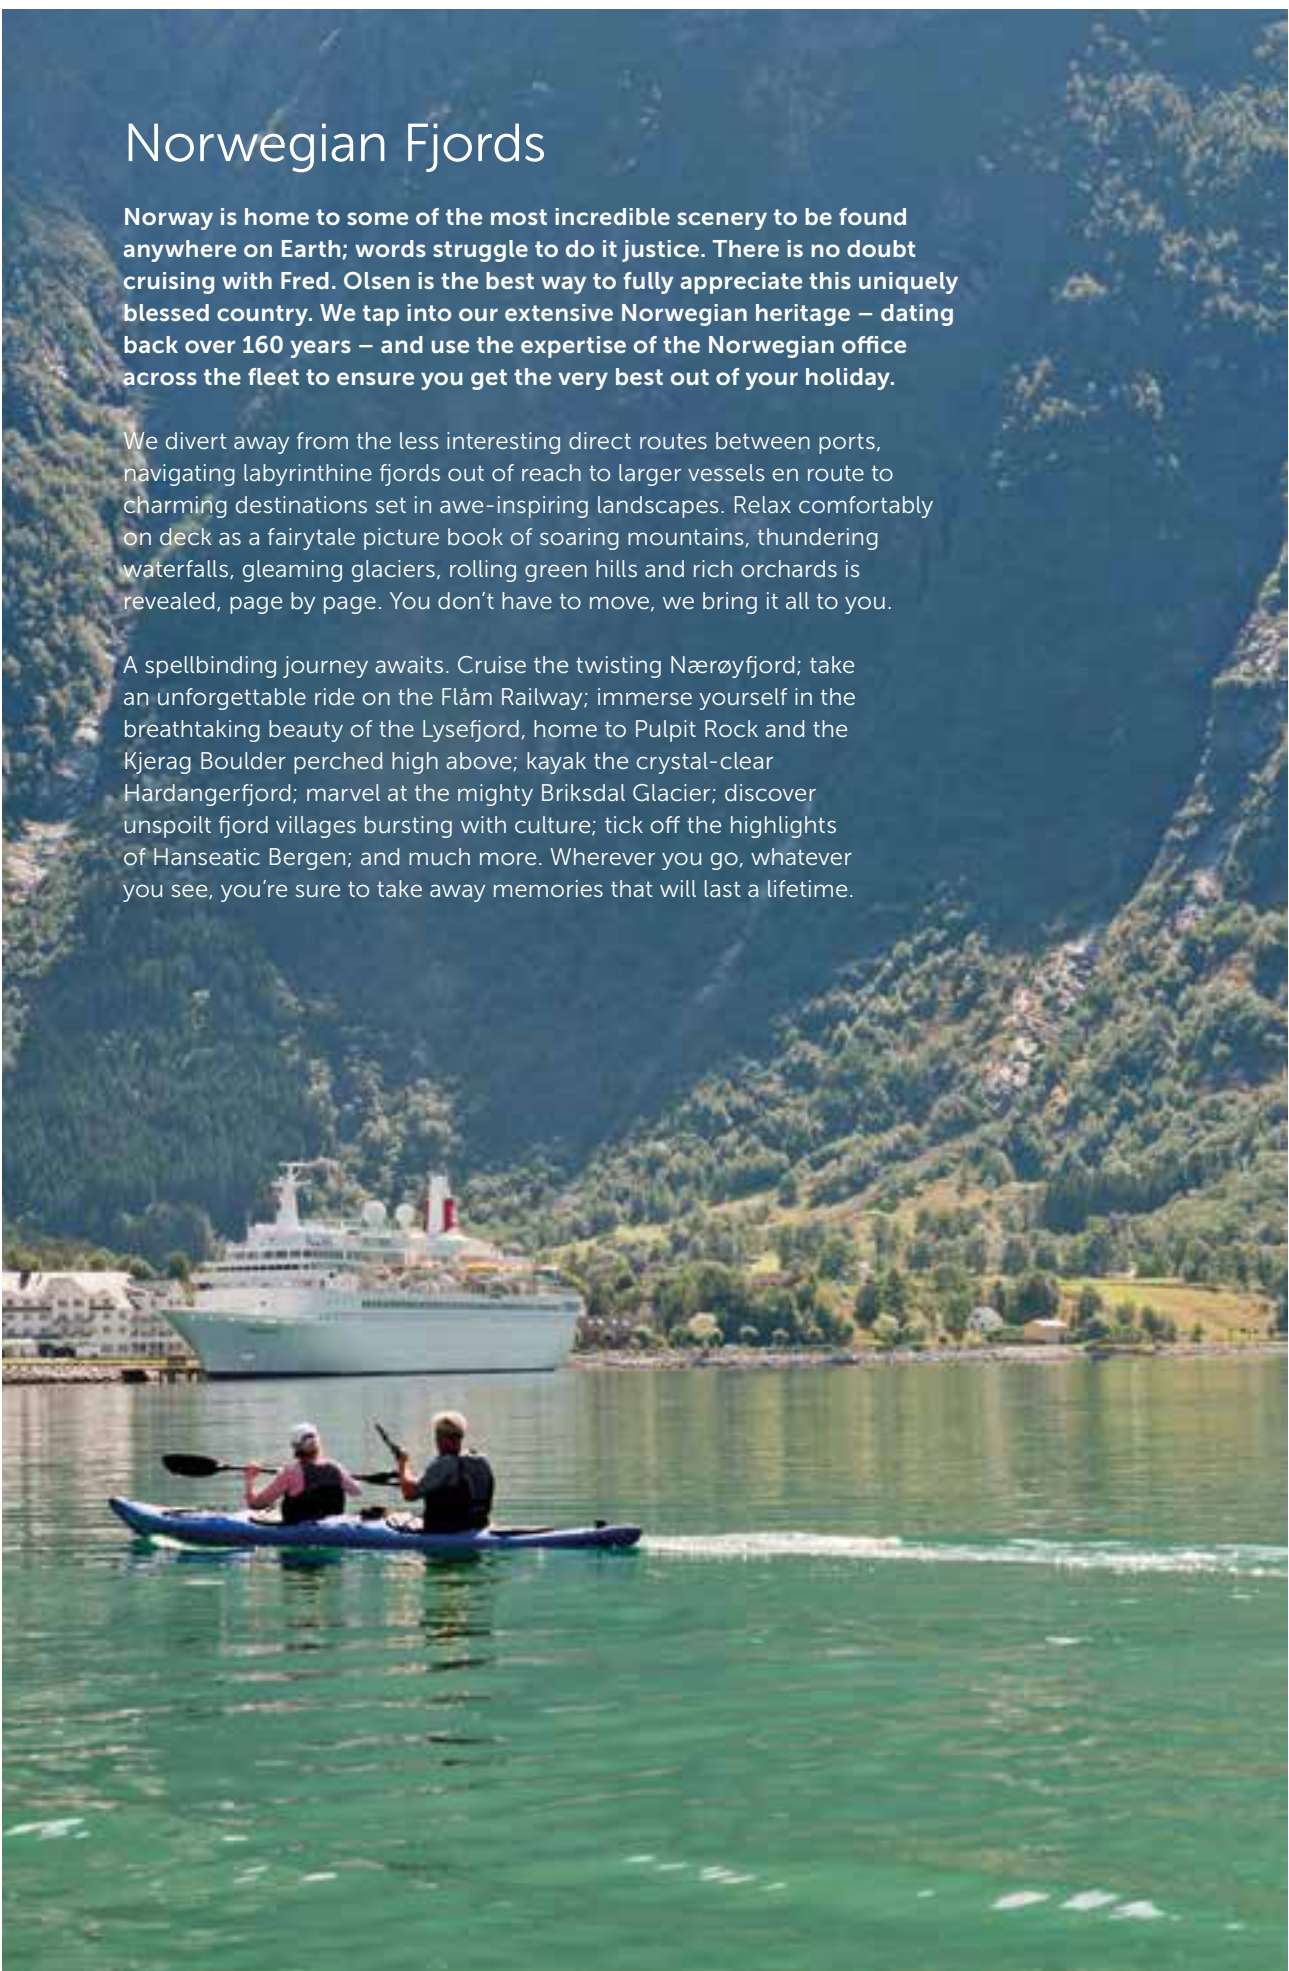 Norwegian Fjords
Norway is home to some of the most incredible scenery to be found
anywhere on Earth; words struggle to do it justice. There is no doubt
cruising with Fred. Olsen is the best way to fully appreciate this uniquely
blessed country. We tap into our extensive Norwegian heritage – dating
back over 160 years – and use the expertise of the Norwegian office
across the fleet to ensure you get the very best out of your holiday.
We divert away from the less interesting direct routes between ports,
navigating labyrinthine fjords out of reach to larger vessels en route to
charming destinations set in awe-inspiring landscapes. Relax comfortably
on deck as a fairytale picture book of soaring mountains, thundering
waterfalls, gleaming glaciers, rolling green hills and rich orchards is
revealed, page by page. You don’t have to move, we bring it all to you.
A spellbinding journey awaits. Cruise the twisting Nærøyfjord; take
an unforgettable ride on the Flåm Railway; immerse yourself in the
breathtaking beauty of the Lysefjord, home to Pulpit Rock and the
Kjerag Boulder perched high above; kayak the crystal-clear
Hardangerfjord; marvel at the mighty Briksdal Glacier; discover
unspoilt fjord villages bursting with culture; tick off the highlights
of Hanseatic Bergen; and much more. Wherever you go, whatever
you see, you’re sure to take away memories that will last a lifetime.